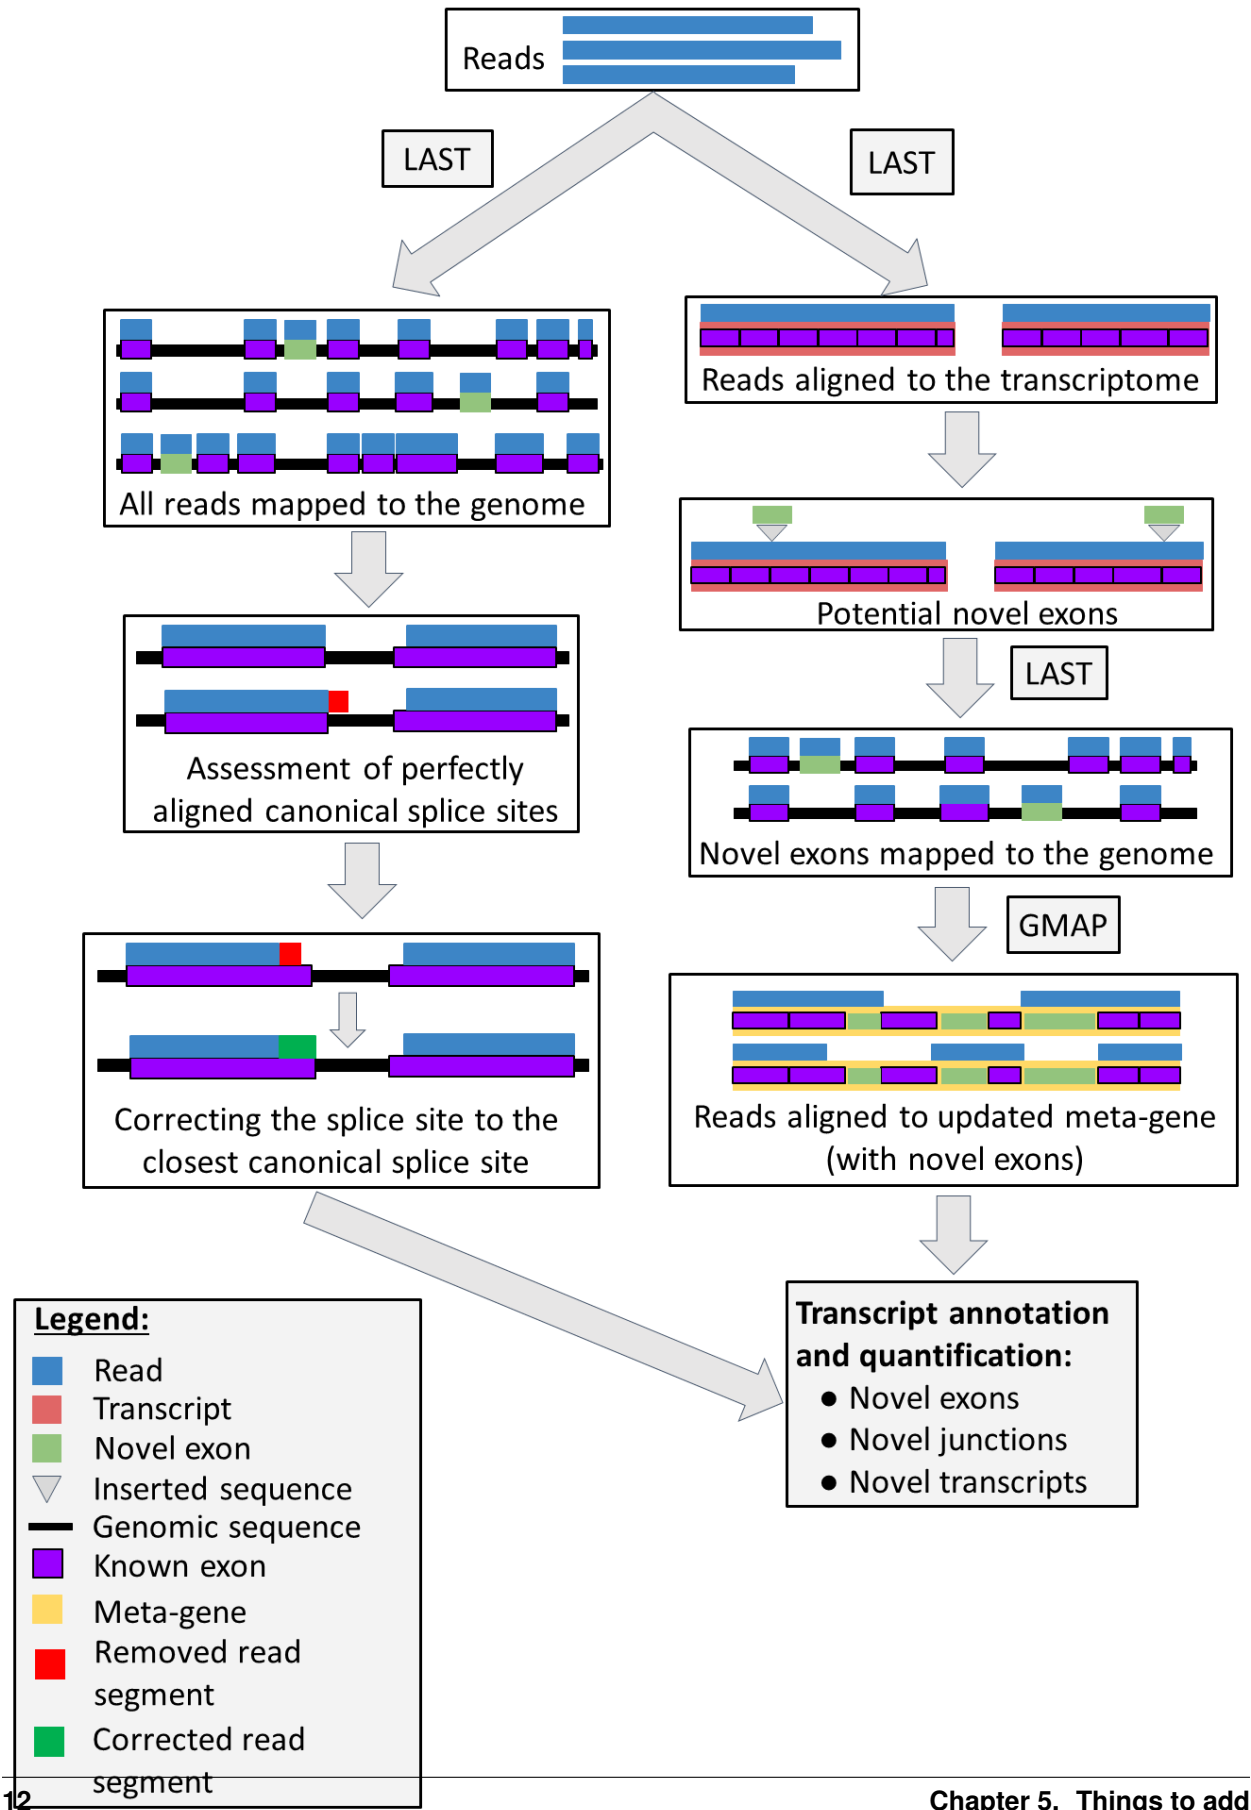 Reads
LAST
LAST
All reads mapped to the genome
Reads aligned to the transcriptome
Potential novel exons
LAST
Assessment of perfectly
aligned canonical splice sites
Novel exons mapped to the genome
GMAP
Correcting the splice site to the
closest canonical splice site
Reads aligned to updated meta-gene
(with novel exons)
Transcript annotation
and quantification:
● Novel exons
● Novel junctions
● Novel transcripts
Legend:
Read
Transcript
Novel exon
Inserted sequence
Genomic sequence
Known exon
Meta-gene
Removed read
segment
Corrected read
segment
12
Chapter 5. Things to add